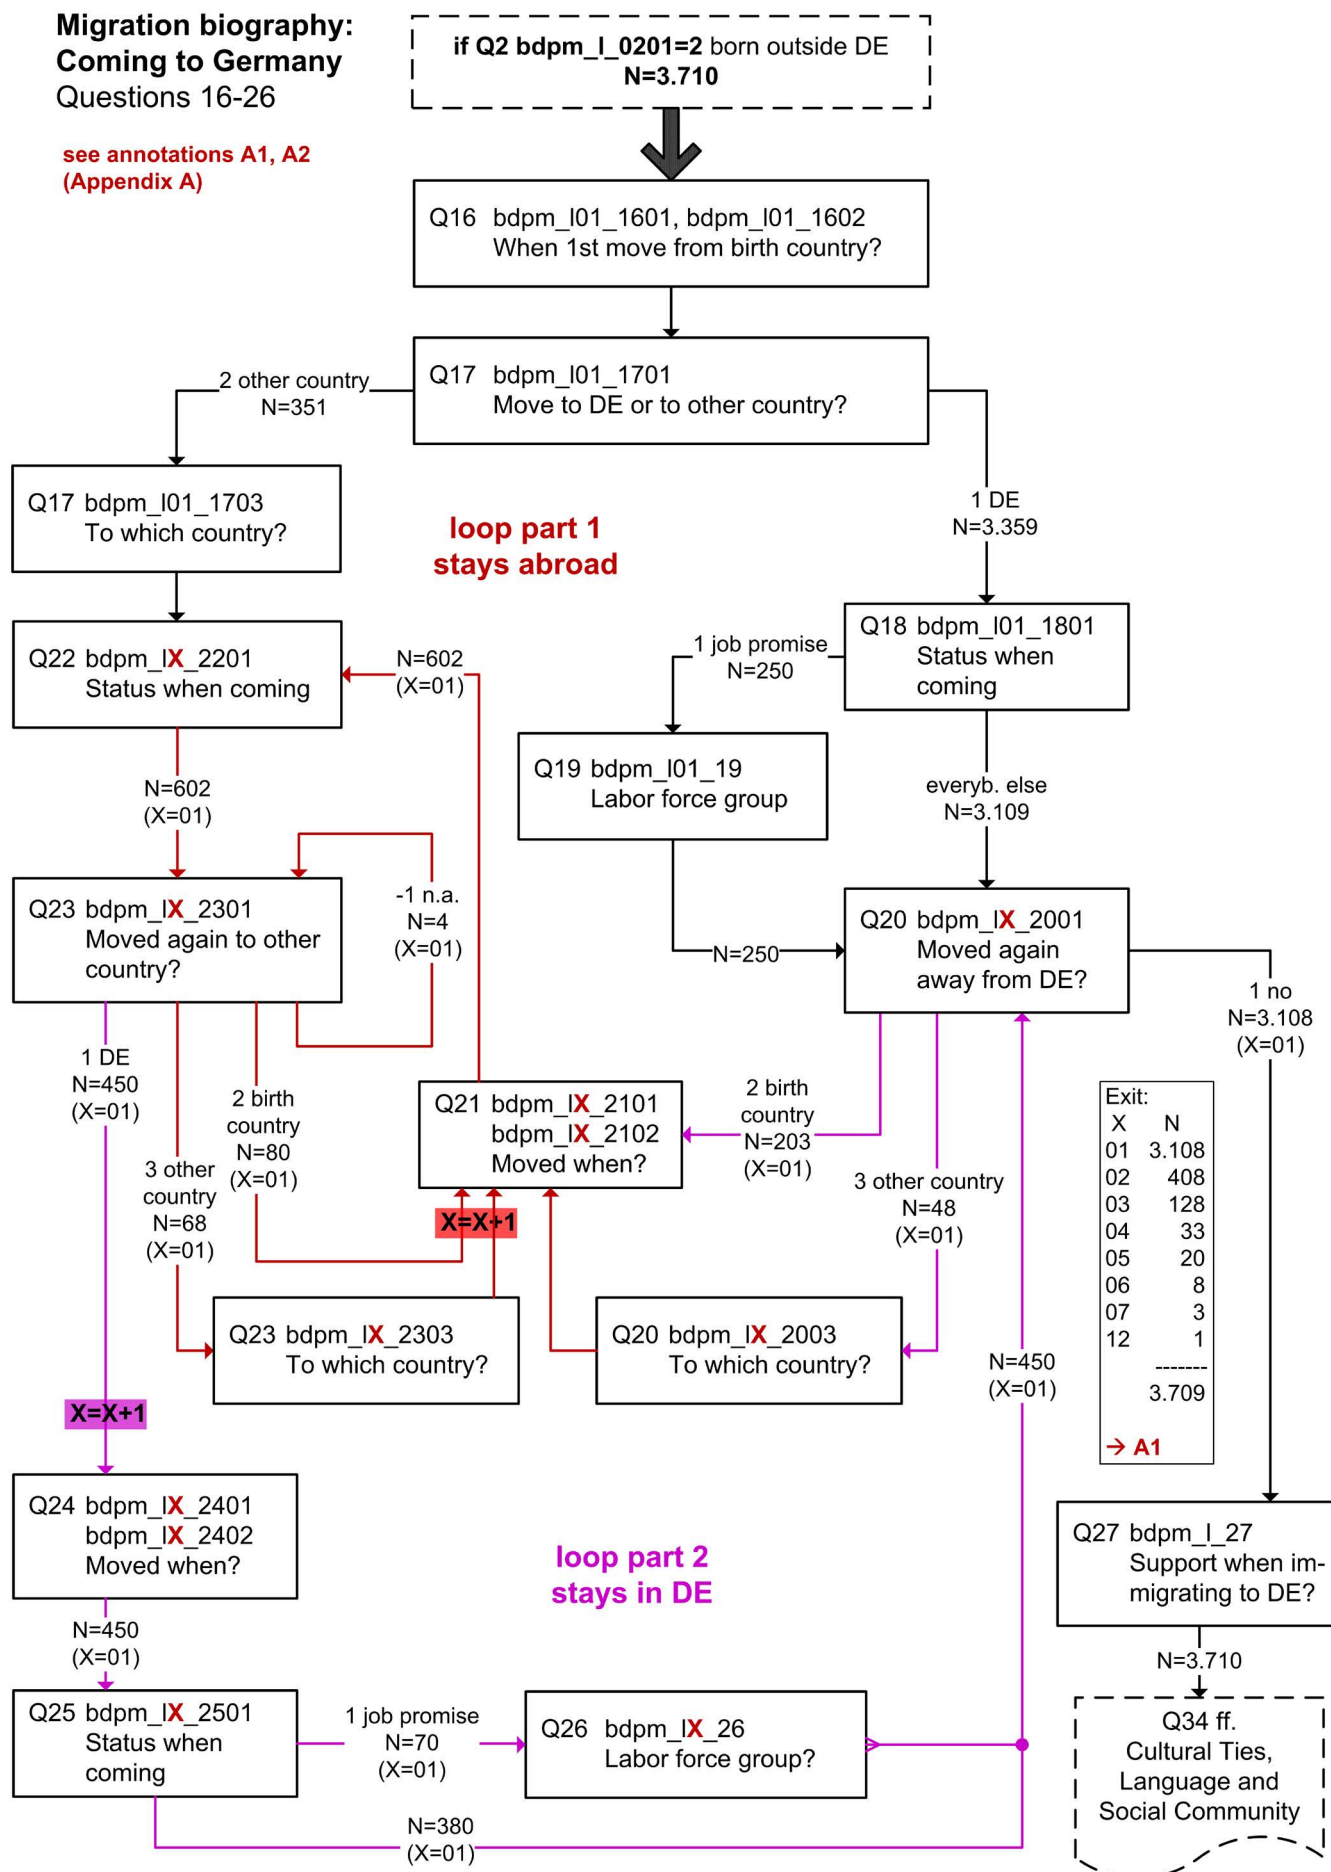 Migration biography:
Coming to Germany
Questions 16-26
see annotations A1, A2
(Appendix A)
if Q2 bdpm_l_0201=2 born outside DE
N=3.710
Q16 bdpm_l01_1601, bdpm_l01_1602
When 1st move from birth country?
Q17 bdpm_l01_1701
Move to DE or to other country?
2 other country
N=351
1 DE
N=3.359
Q17 bdpm_l01_1703
To which country?
loop part 1
stays abroad
Q18 bdpm_l01_1801
Status when
coming
1 job promise
N=250
Q22 bdpm_lX_2201
Status when coming
N=602
(X=01)
Q19 bdpm_l01_19
Labor force group
everyb. else
N=3.109
N=602
(X=01)
Q23 bdpm_lX_2301
Moved again to other
country?
-1 n.a.
N=4
(X=01)
N=250
Q20 bdpm_lX_2001
Moved again
away from DE?
1 no
N=3.108
(X=01)
1 DE
N=450
(X=01)
3 other
country
N=68
(X=01)
2 birth
country
N=80
(X=01)
Q21 bdpm_lX_2101
bdpm_lX_2102
Moved when?
2 birth
country
N=203
(X=01)
3 other country
N=48
(X=01)
X=X+1
Exit:
X N
01 3.108
02 408
03 128
04 33
05 20
06 8
07 3
12 1
-------
3.709
→ A1
Q23 bdpm_lX_2303
To which country?
Q20 bdpm_lX_2003
To which country?
N=450
(X=01)
X=X+1
Q24 bdpm_lX_2401
bdpm_lX_2402
Moved when?
loop part 2
stays in DE
Q27 bdpm_l_27
Support when im-
migrating to DE?
N=450
(X=01)
N=3.710
Q25 bdpm_lX_2501
Status when
coming
1 job promise
N=70
(X=01)
Q26 bdpm_lX_26
Labor force group?
Q34 ff.
Cultural Ties,
Language and
Social Community
N=380
(X=01)